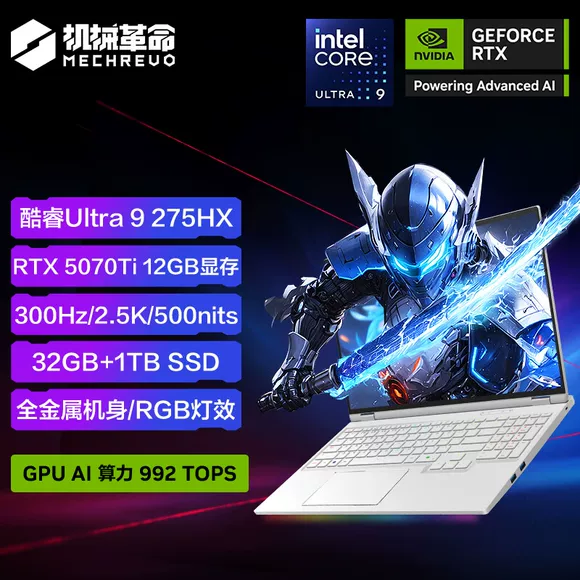 机械革命
MECHREVO
intel
CORE
ULTRA 9
NVIDIA
GEFORCE
RTX
Powering Advanced AI
酷睿Ultra 9 275HX
RTX 5070Ti 12GB显存
300Hz/2.5K/500nits
32GB+1TB SSD
全金属机身/RGB灯效
GPU AI 算力 992 TOPS